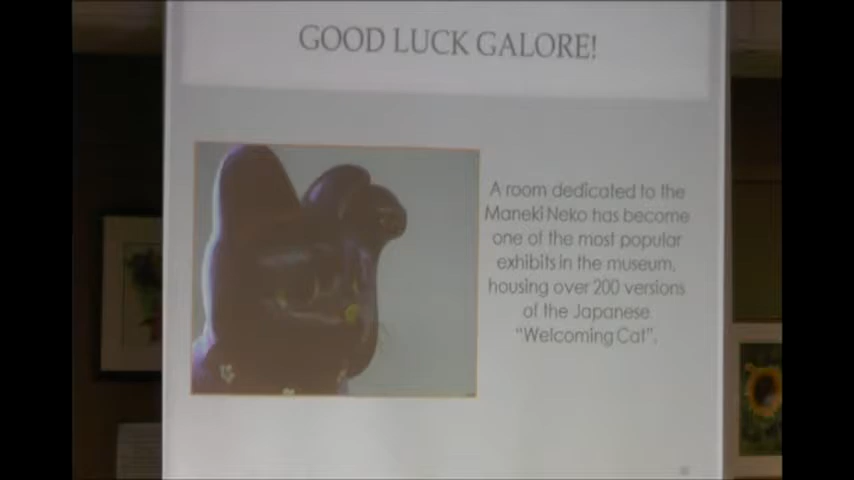 GOOD LUCK GALORE!
A room dedicated to the
Maneki Neko has become
one of the most popular
exhibits in the museum,
housing over 200 versions
of the Japanese
"Welcoming Cat".